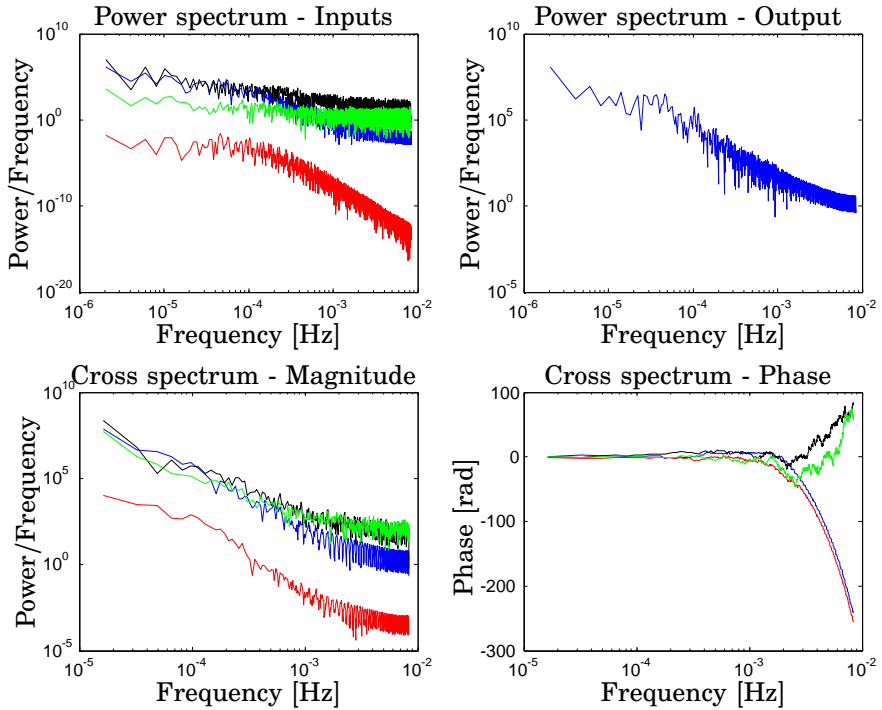 Power spectrum - Inputs
Power/Frequency
10^10
10^0
10^-10
10^-20
10^-6
10^-5
10^-4
10^-3
10^-2
Frequency [Hz]
Power spectrum - Output
Power/Frequency
10^10
10^5
10^0
10^-5
10^-6
10^-5
10^-4
10^-3
10^-2
Frequency [Hz]
Cross spectrum - Magnitude
Power/Frequency
10^10
10^5
10^0
10^-5
10^-5
10^-4
10^-3
10^-2
Frequency [Hz]
Cross spectrum - Phase
Phase [rad]
100
0
-100
-200
-300
10^-5
10^-4
10^-3
10^-2
Frequency [Hz]